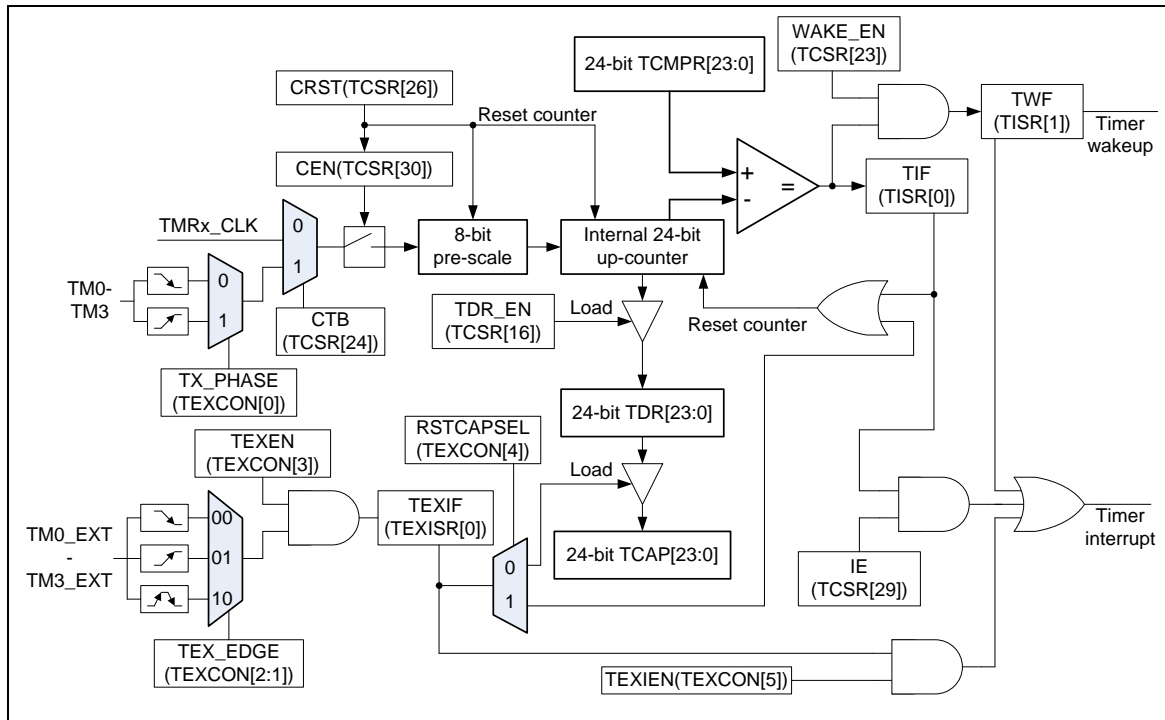 WAKE_EN
(TCSR[23])
24-bit TCMPR[23:0]
CRST(TCSR[26])
Reset counter
TWF
(TISR[1])
Timer
wakeup
CEN(TCSR[30])
+
-
=
TIF
(TISR[0])
TMRx_CLK
0
1
8-bit
pre-scale
Internal 24-bit
up-counter
TM0-
TM3
0
1
CTB
(TCSR[24])
TDR_EN
(TCSR[16])
Load
Reset counter
TX_PHASE
(TEXCON[0])
24-bit TDR[23:0]
TEXEN
(TEXCON[3])
RSTCAPSEL
(TEXCON[4])
Load
TEXIF
(TEXISR[0])
TM0_EXT
-
TM3_EXT
00
01
10
0
1
24-bit TCAP[23:0]
IE
(TCSR[29])
Timer
interrupt
TEX_EDGE
(TEXCON[2:1])
TEXIEN(TEXCON[5])